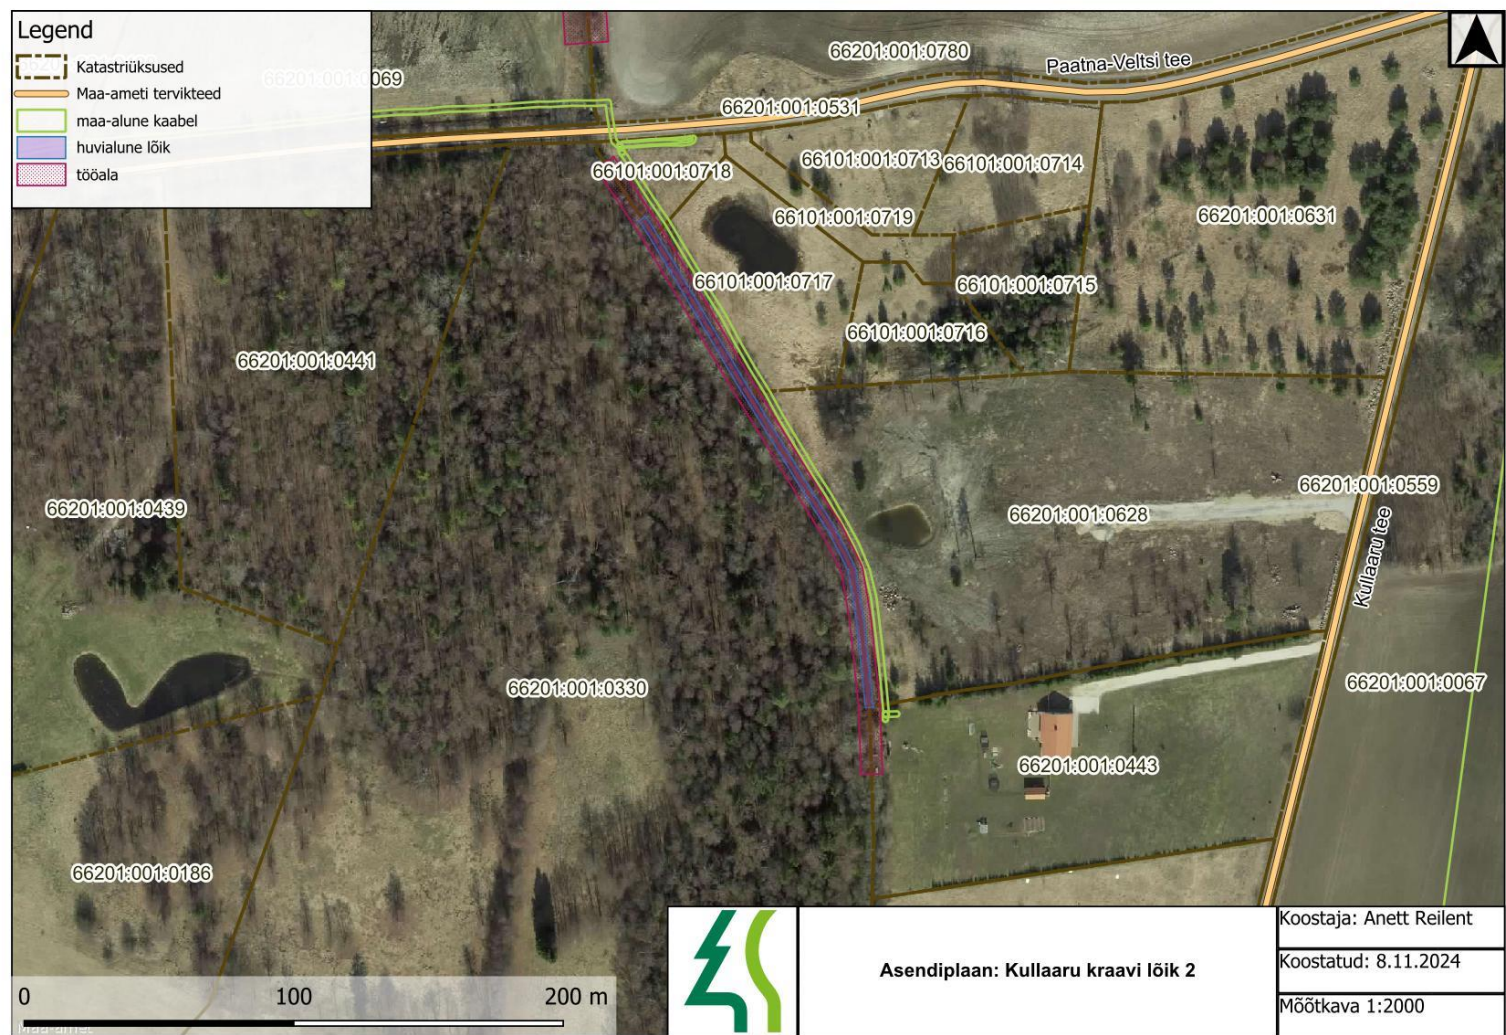 Legend
Katastriüksused
Maa-ameti tervikteed
maa-alune kaabel
huvialune lõik
tööala
66201:001:0069
66201:001:0780
Paatna-Veltsi tee
66201:001:0531
66101:001:0718
66101:001:0713
66101:001:0714
66101:001:0719
66201:001:0631
66101:001:0717
66101:001:0715
66101:001:0716
66201:001:0441
66201:001:0439
66201:001:0559
66201:001:0628
Kullaaru tee
66201:001:0330
66201:001:0067
66201:001:0443
66201:001:0186
0 100 200 m
Maa-amet
Asendiplaan: Kullaaru kraavi lõik 2
Koostaja: Anett Reilent
Koostatud: 8.11.2024
Mõõtkava 1:2000